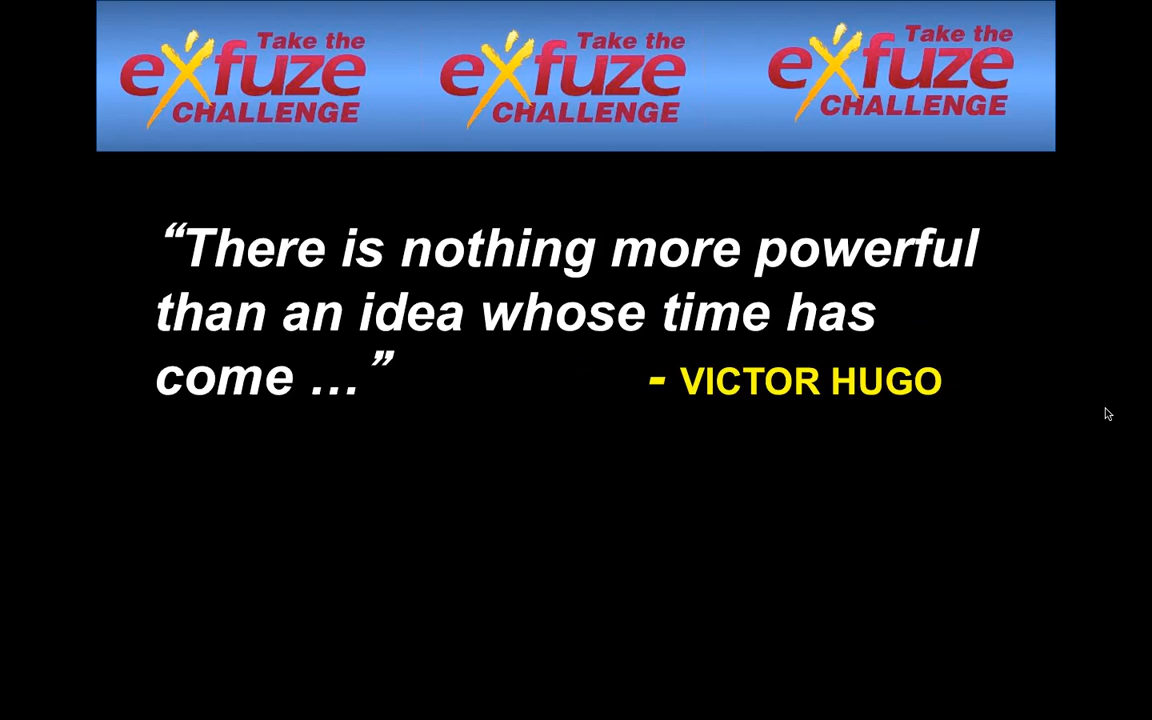 Take the Take the Take the
exfuze exfuze exfuze
CHALLENGE CHALLENGE CHALLENGE
“There is nothing more powerful
than an idea whose time has
come …” - VICTOR HUGO